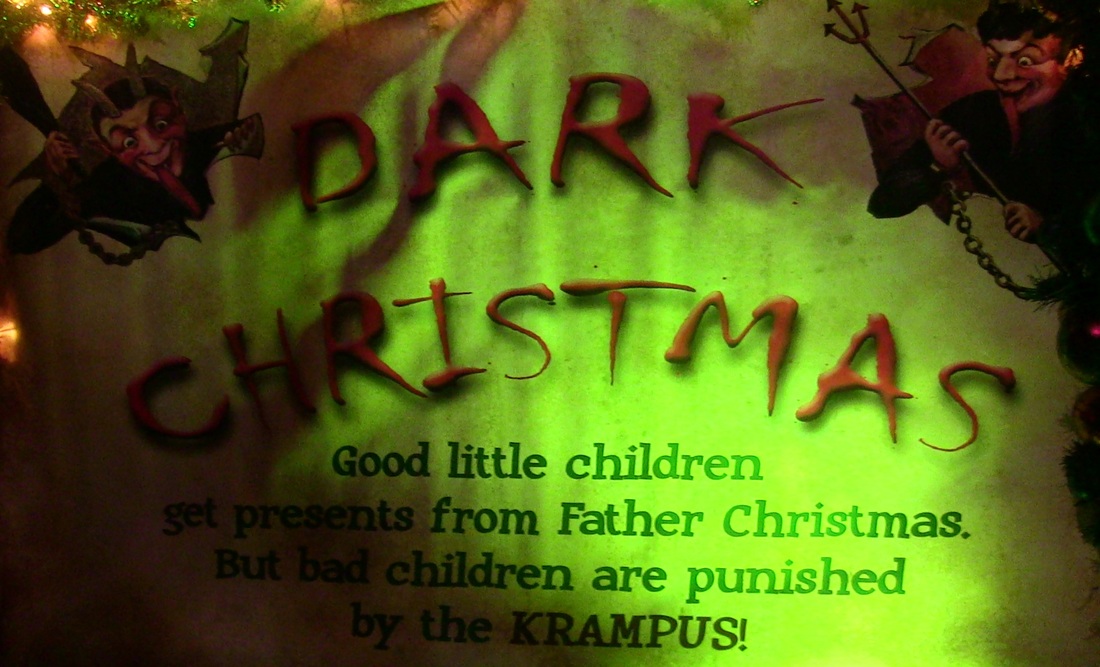 DARK
CHRISTMAS
Good little children
get presents from Father Christmas.
But bad children are punished
by the KRAMPUS!